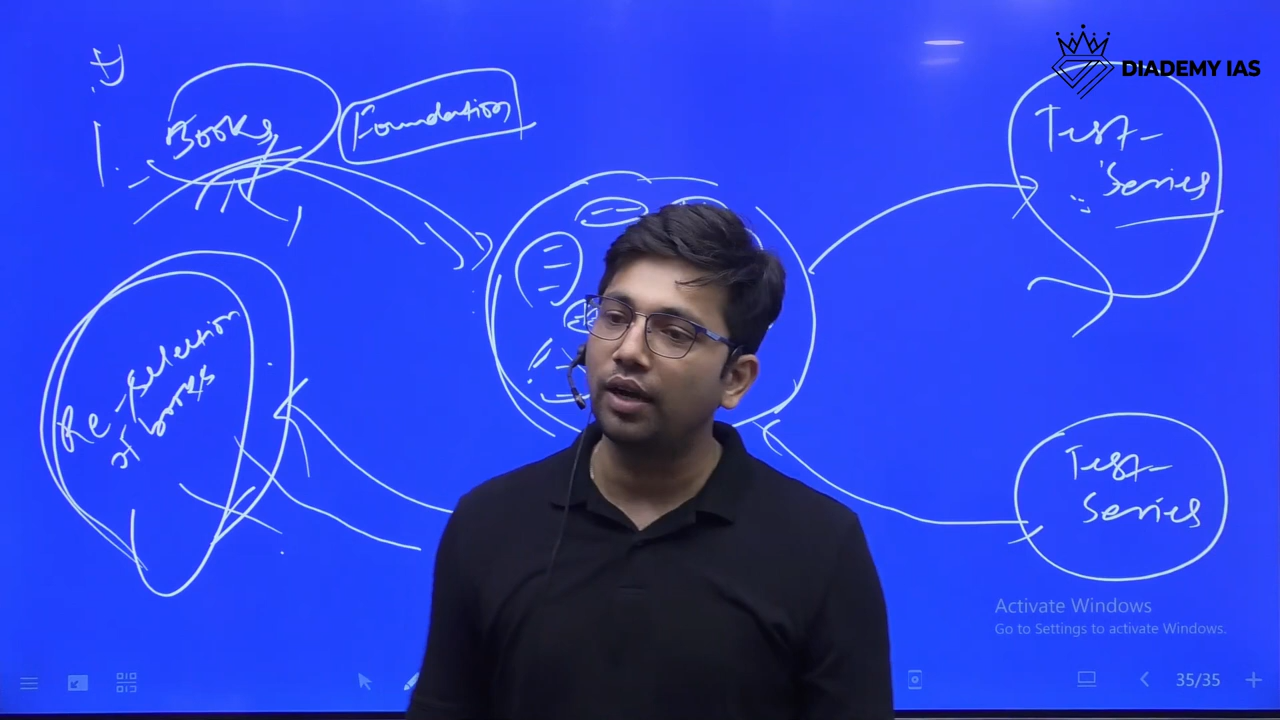 DIADEMY IAS
1.
Books
Foundation
Test-
Series
Re-selection
of books
Test-
Series
Activate Windows
Go to Settings to activate Windows.
35/35